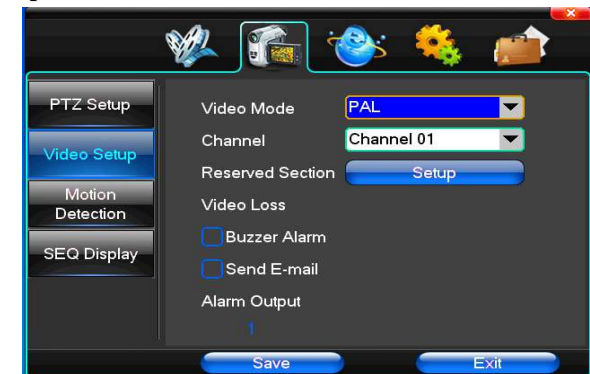 PTZ Setup
Video Setup
Motion
Detection
SEQ Display
Video Mode PAL
Channel Channel 01
Reserved Section Setup
Video Loss
Buzzer Alarm
Send E-mail
Alarm Output
1
Save Exit